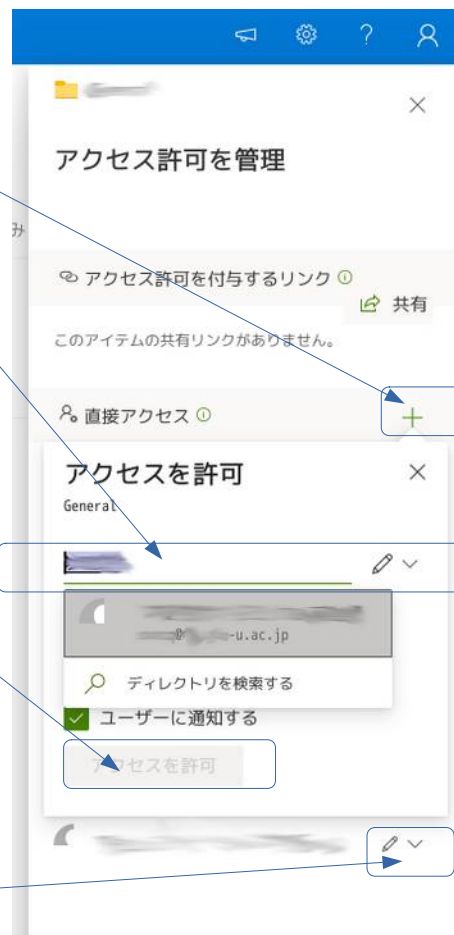 アクセス許可を管理
み
アクセス許可を付与するリンク
共有
このアイテムの共有リンクがありません。
直接アクセス
アクセスを許可
General
-u.ac.jp
ディレクトリを検索する
ユーザーに通知する
アクセスを許可